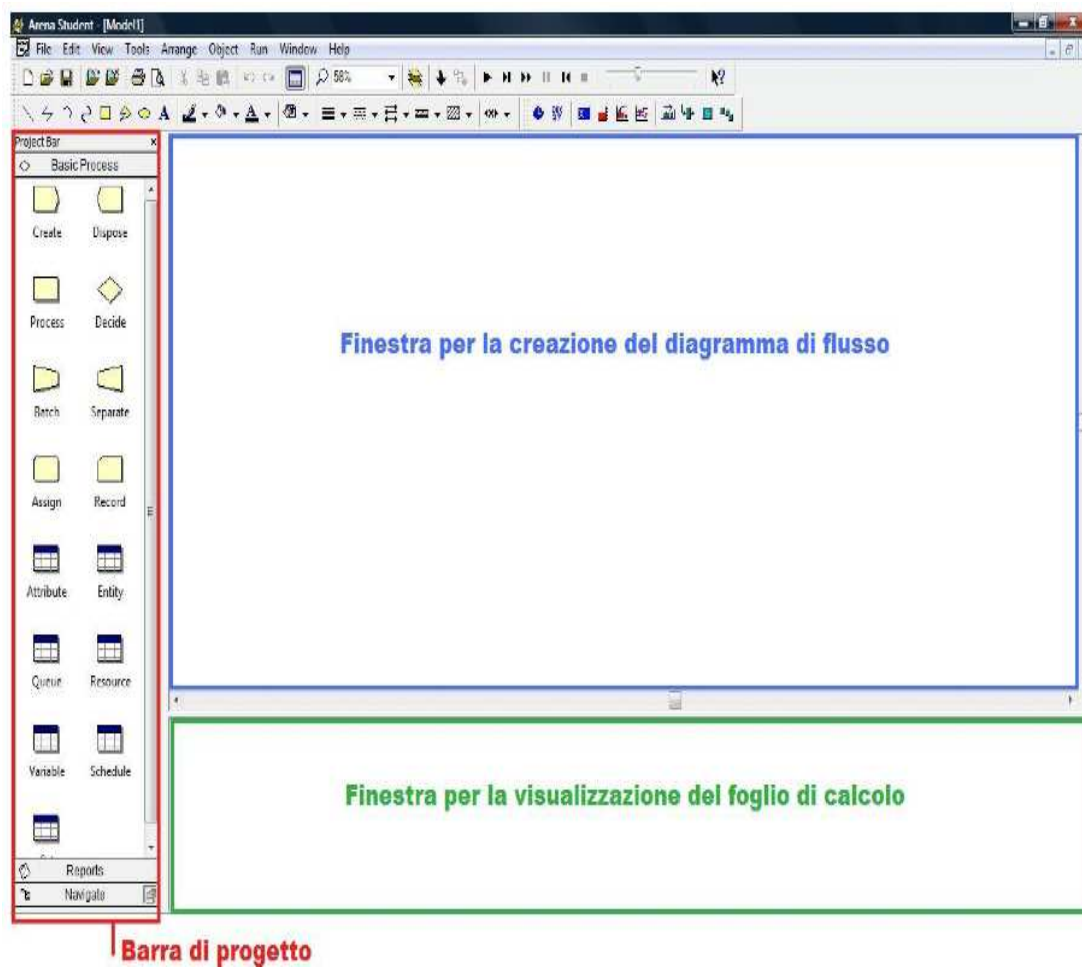 Arena Student - [Model1]
File Edit View Tools Arrange Object Run Window Help
58%
Project Bar
Basic Process
Create Dispose
Process Decide
Finestra per la creazione del diagramma di flusso
Batch Separate
Assign Record
Attribute Entity
Queue Resource
Variable Schedule
Finestra per la visualizzazione del foglio di calcolo
Reports
Navigate
Barra di progetto